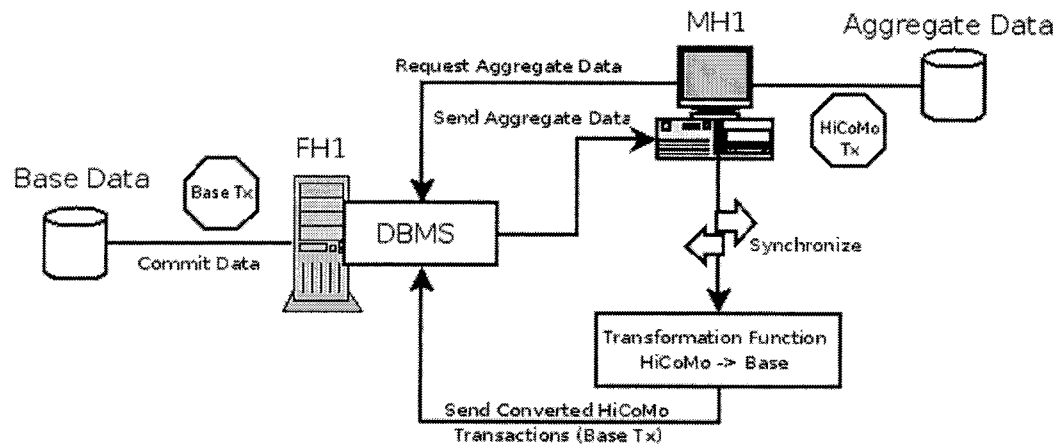 MH1
Aggregate Data
Request Aggregate Data
Send Aggregate Data
HiCoMo
Tx
FH1
Base Data
Base Tx
DBMS
Commit Data
Synchronize
Transformation Function
HiCoMo -> Base
Send Converted HiCoMo
Transactions (Base Tx)